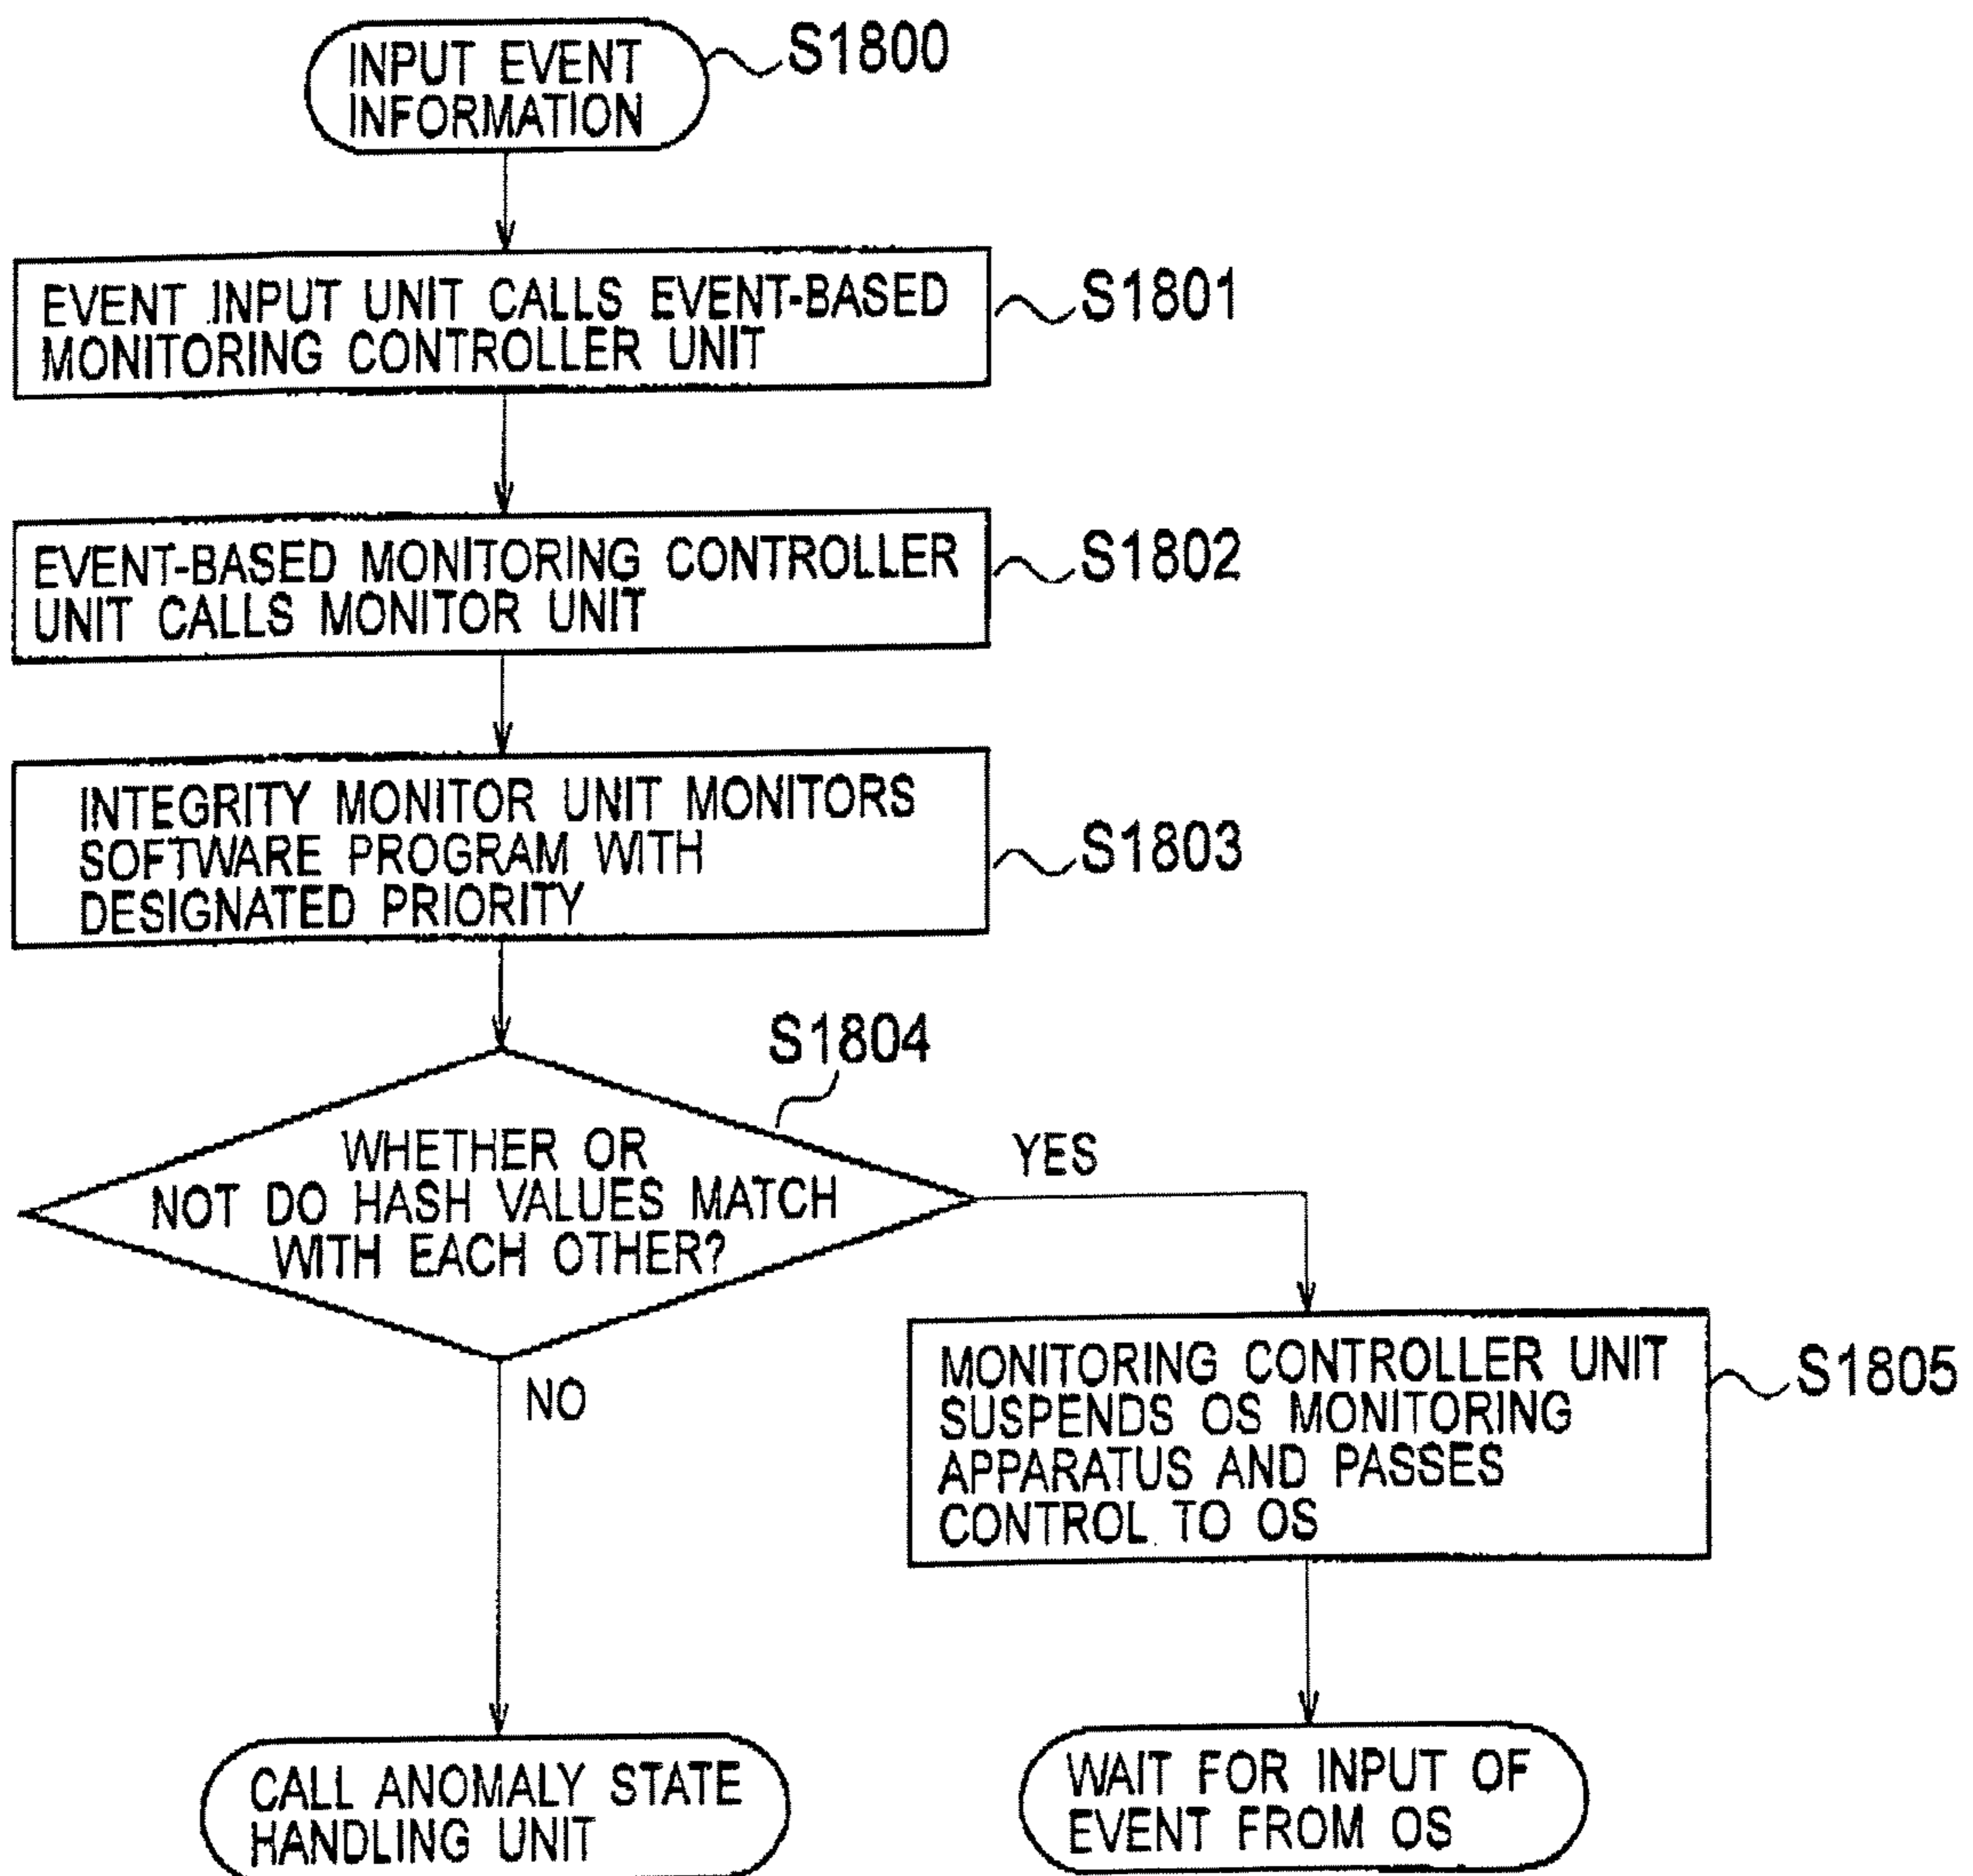 INPUT EVENT
INFORMATION
S1800
EVENT INPUT UNIT CALLS EVENT-BASED
MONITORING CONTROLLER UNIT
S1801
EVENT-BASED MONITORING CONTROLLER
UNIT CALLS MONITOR UNIT
S1802
INTEGRITY MONITOR UNIT MONITORS
SOFTWARE PROGRAM WITH
DESIGNATED PRIORITY
S1803
S1804
WHETHER OR
NOT DO HASH VALUES MATCH
WITH EACH OTHER?
YES
NO
MONITORING CONTROLLER UNIT
SUSPENDS OS MONITORING
APPARATUS AND PASSES
CONTROL TO OS
S1805
CALL ANOMALY STATE
HANDLING UNIT
WAIT FOR INPUT OF
EVENT FROM OS